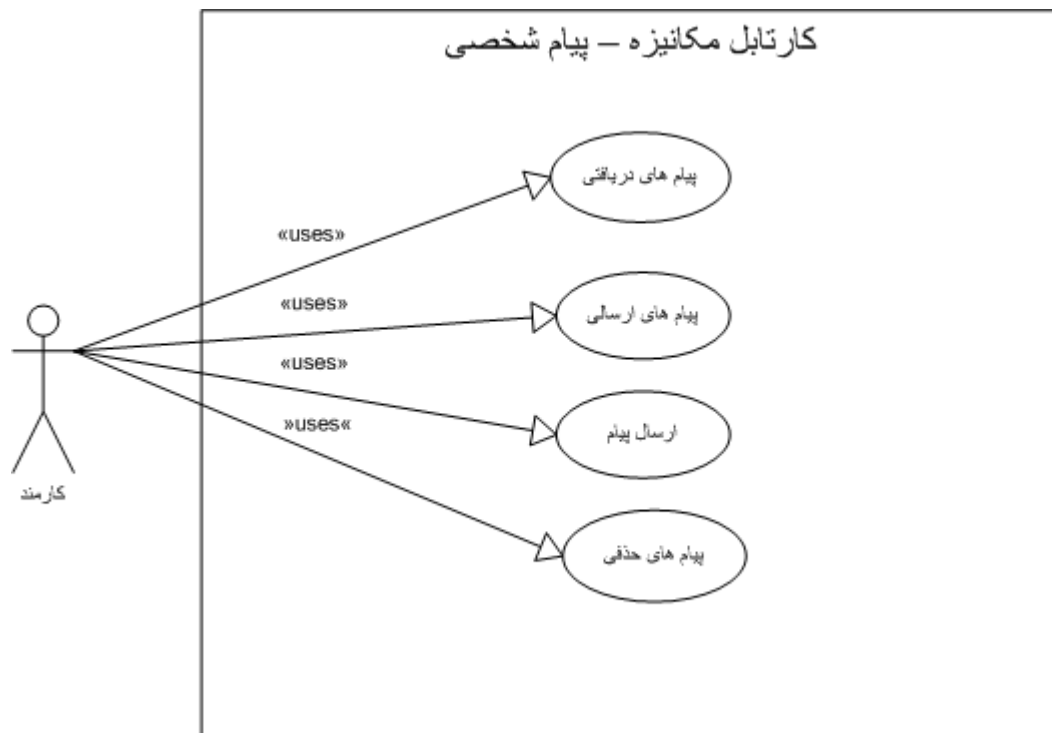 کارتابل مکانیزه – پیام شخصی
پیام های دریافتی
«uses»
«uses»
پیام های ارسالی
«uses»
ارسال پیام
»uses«
پیام های حذفی
کارمند